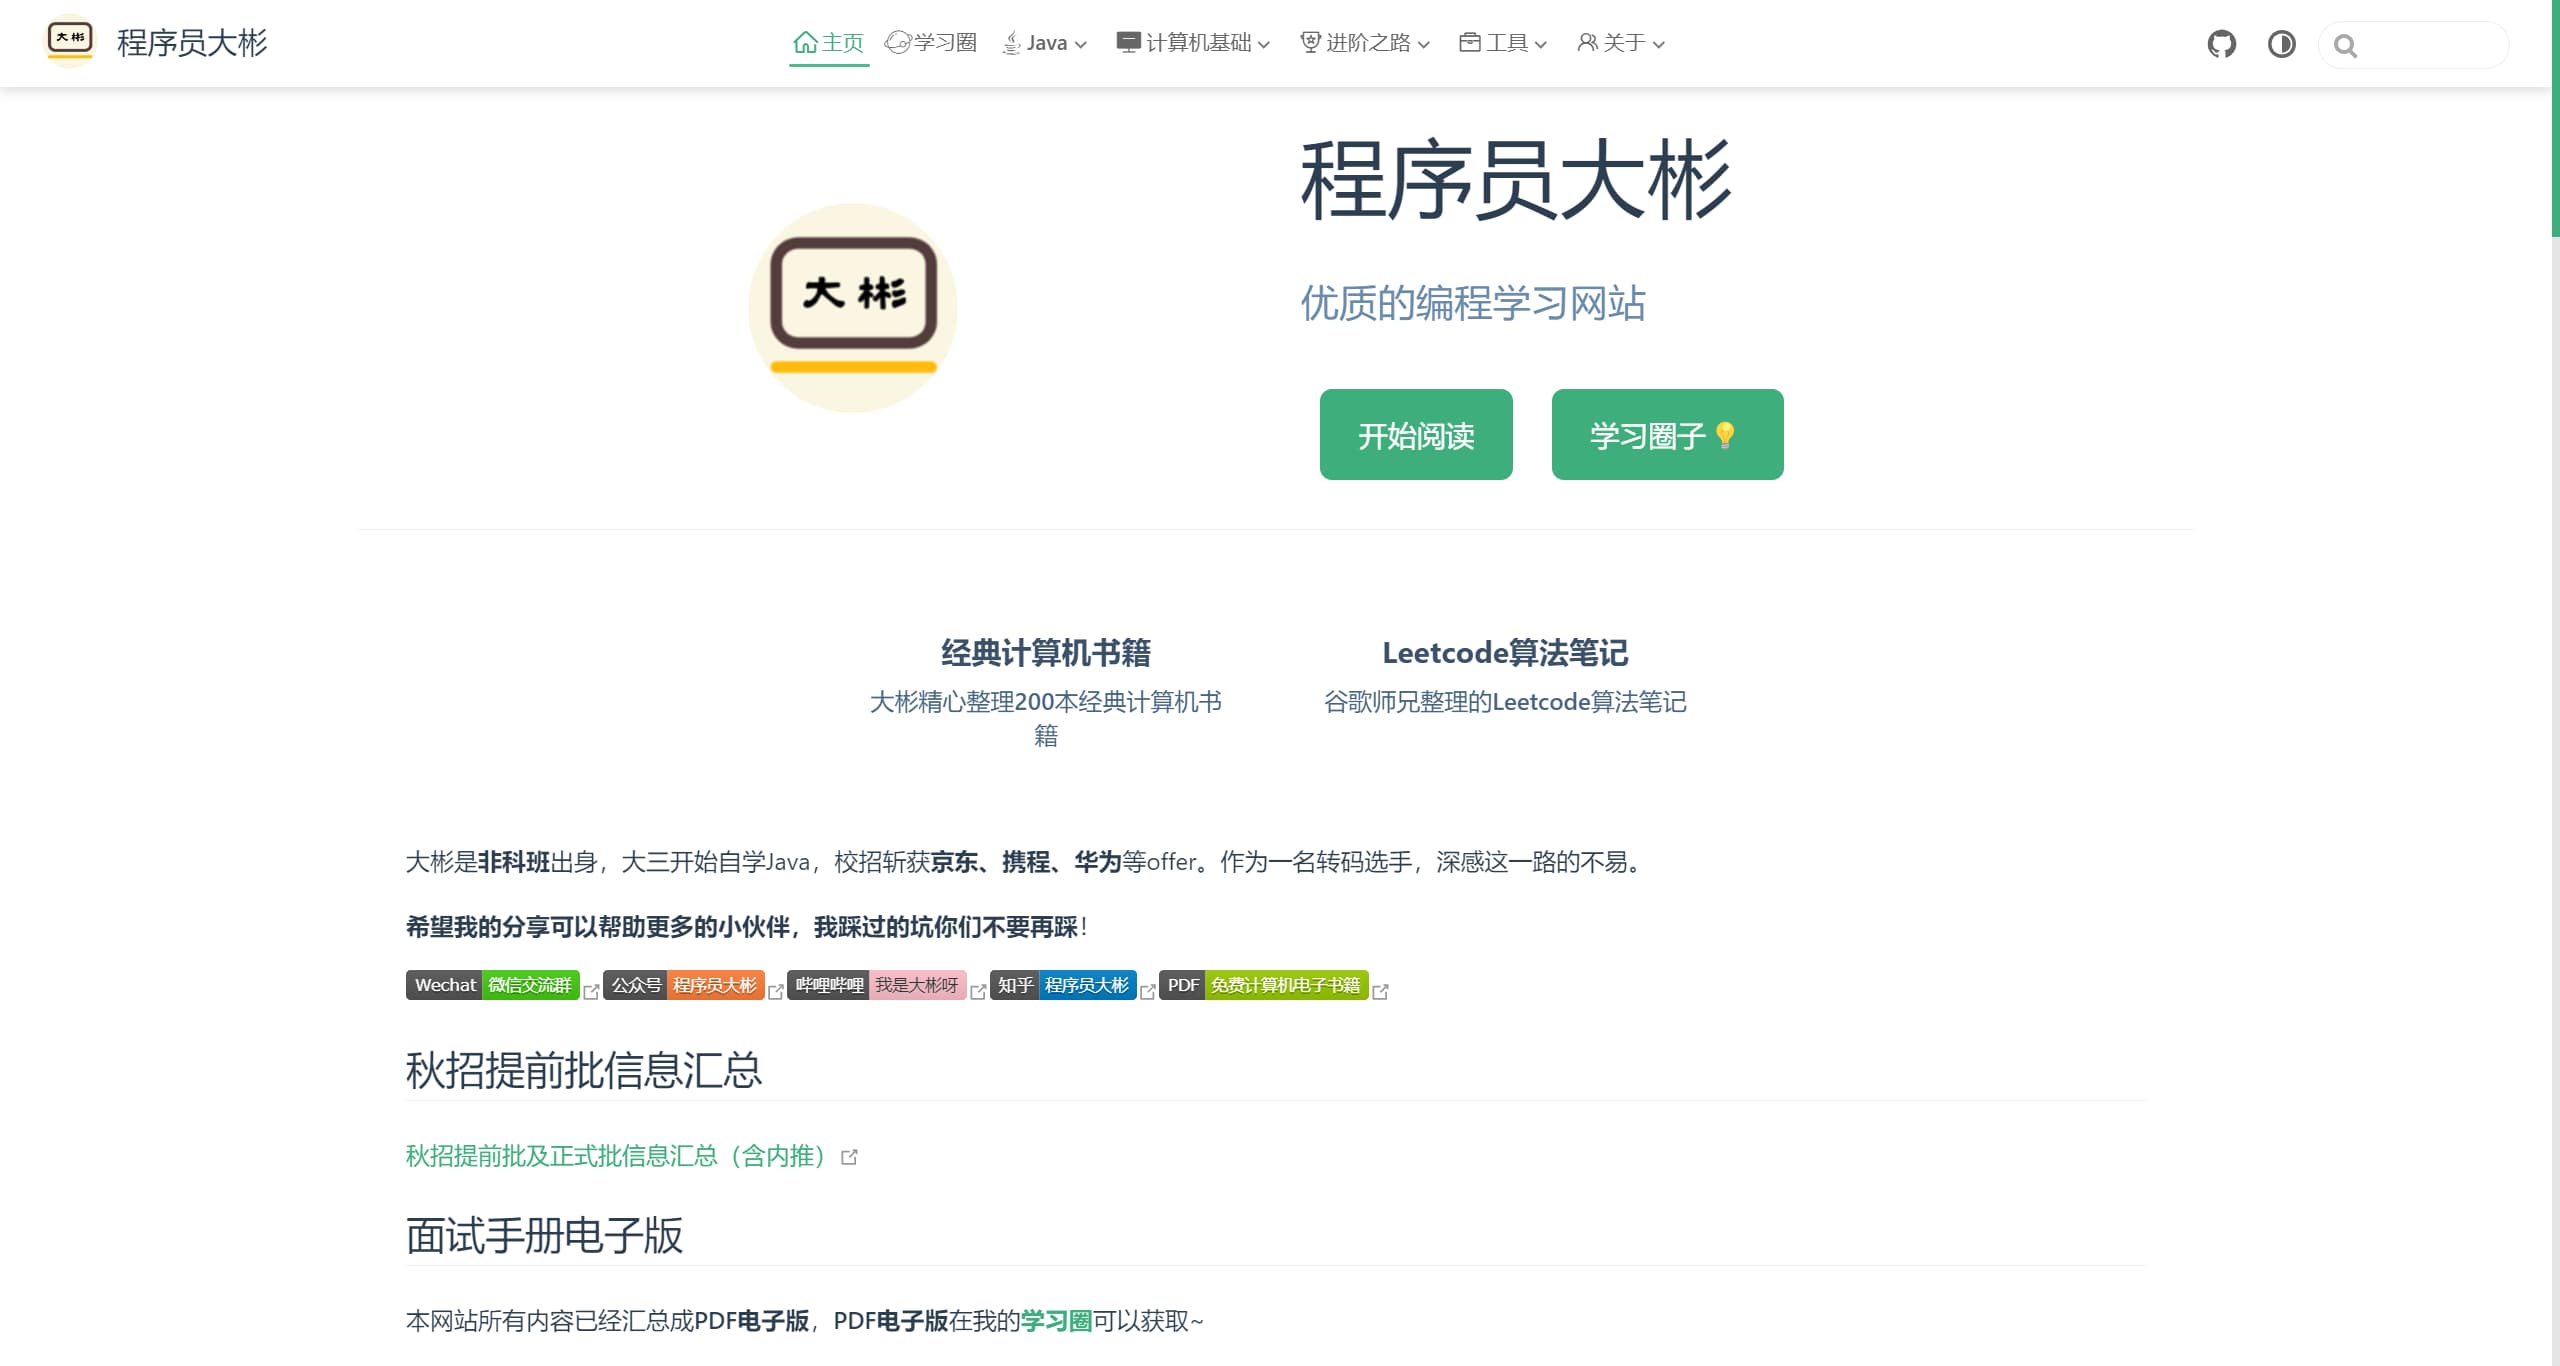 大彬 程序员大彬 主页 学习圈 Java 计算机基础 进阶之路 工具 关于
程序员大彬
大彬
优质的编程学习网站
开始阅读 学习圈子💡
经典计算机书籍 Leetcode算法笔记
大彬精心整理200本经典计算机书 谷歌师兄整理的Leetcode算法笔记
籍
大彬是非科班出身，大三开始自学Java，校招斩获京东、携程、华为等offer。作为一名转码选手，深感这一路的不易。
希望我的分享可以帮助更多的小伙伴，我踩过的坑你们不要再踩！
Wechat 微信交流群 公众号 程序员大彬 哔哩哔哩 我是大彬呀 知乎 程序员大彬 PDF 免费计算机电子书籍
秋招提前批信息汇总
秋招提前批及正式批信息汇总（含内推）
面试手册电子版
本网站所有内容已经汇总成PDF电子版，PDF电子版在我的学习圈可以获取~